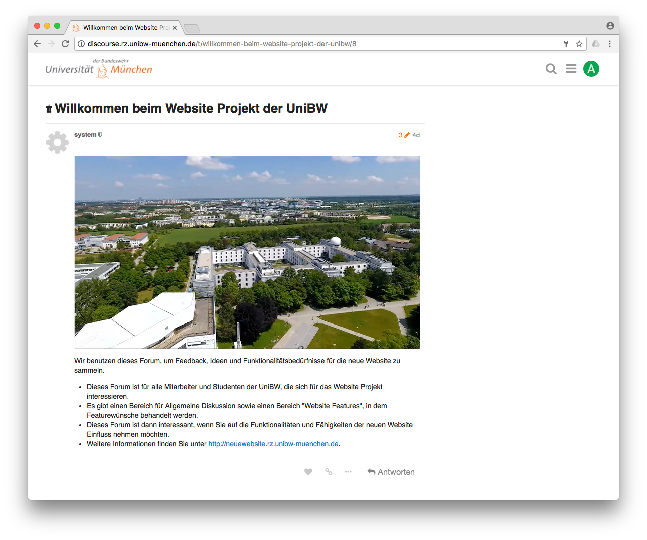 Willkommen beim Website Pro
discourse.rz.unibw-muenchen.de/t/willkommen-beim-website-projekt-der-unibw/8
der Bundeswehr
Universität München
A
Willkommen beim Website Projekt der UniBW
system
3 4d
Wir benutzen dieses Forum, um Feedback, Ideen und Funktionalitätsbedürfnisse für die neue Website zu
sammeln.
• Dieses Forum ist für alle Mitarbeiter und Studenten der UniBW, die sich für das Website Projekt
interessieren.
• Es gibt einen Bereich für Allgemeine Diskussion sowie einen Bereich "Website Features", in dem
Featurewünsche behandelt werden.
• Dieses Forum ist dann interessant, wenn Sie auf die Funktionalitäten und Fähigkeiten der neuen Website
Einfluss nehmen möchten.
• Weitere Informationen finden Sie unter http://neuewebsite.rz.unibw-muenchen.de.
Antworten